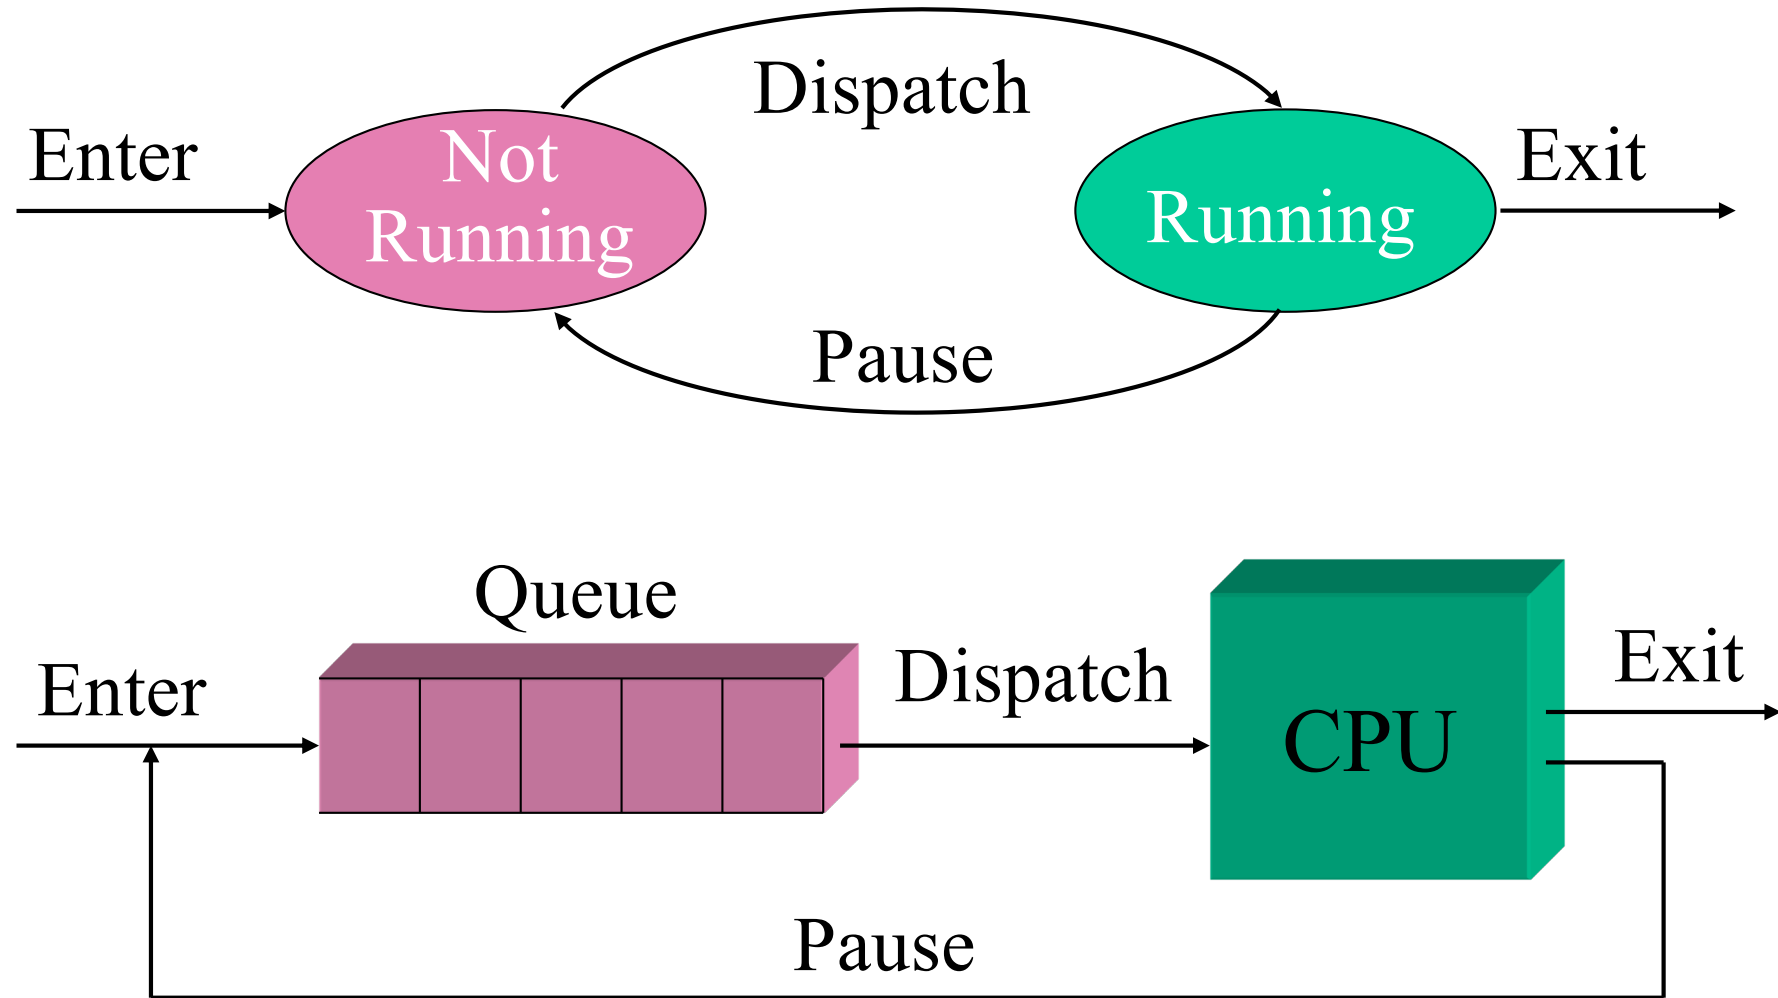 Dispatch
Enter
Not
Running
Running
Exit
Pause
Queue
Enter
Dispatch
CPU
Exit
Pause